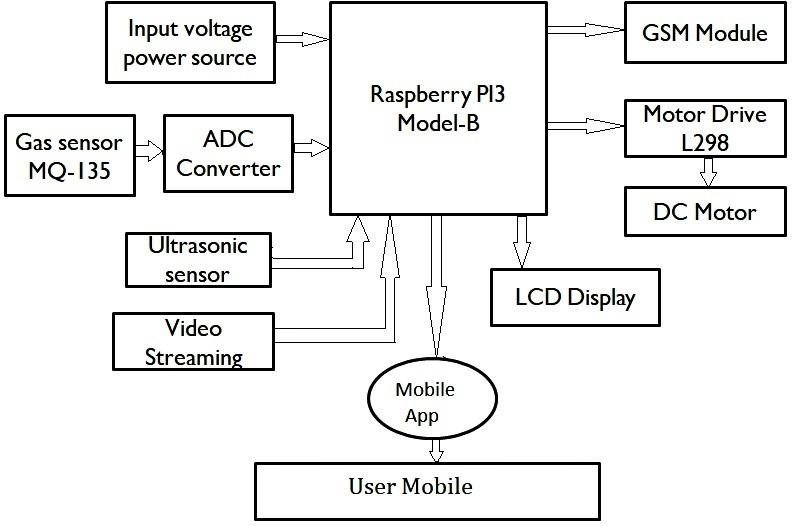 Input voltage
power source
Raspberry PI3
Model-B
GSM Module
Gas sensor
MQ-135
ADC
Converter
Motor Drive
L298
DC Motor
Ultrasonic
sensor
LCD Display
Video
Streaming
Mobile
App
User Mobile